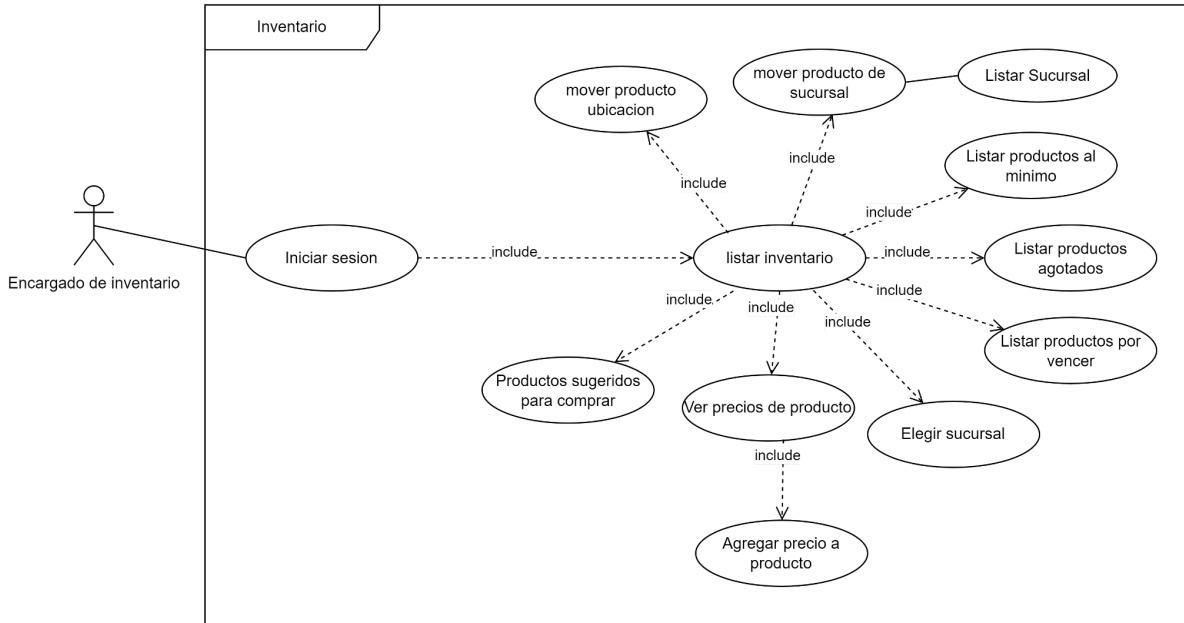 Inventario
mover producto
ubicacion
mover producto de
sucursal
Listar Sucursal
include
include
Listar productos al
minimo
include
Encargado de inventario
Iniciar sesion
include
listar inventario
include
Listar productos
agotados
include
include
include
include
Listar productos por
vencer
Productos sugeridos
para comprar
Ver precios de producto
Elegir sucursal
include
Agregar precio a
producto